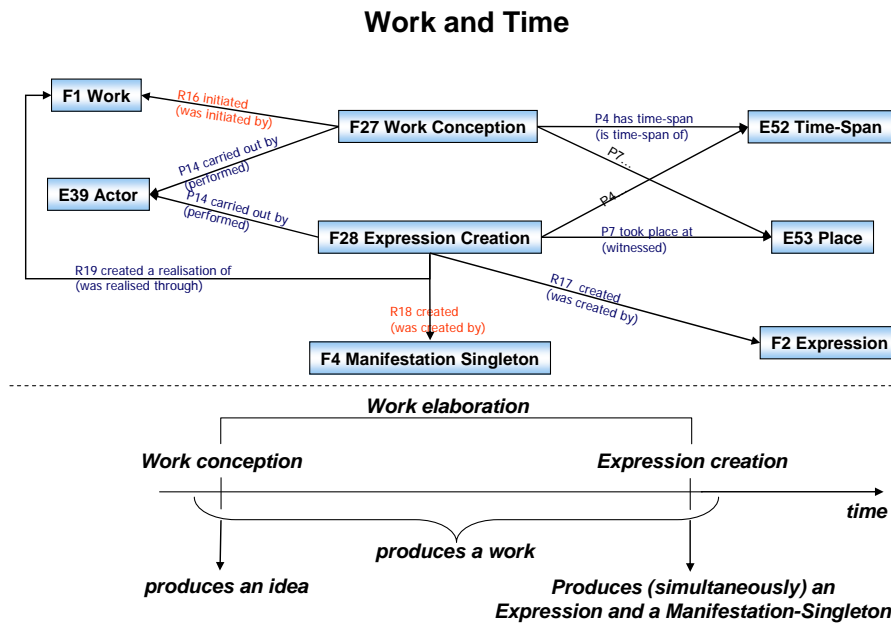 Work and Time
F1 Work
R16 initiated
(was initiated by)
F27 Work Conception
P4 has time-span
(is time-span of)
E52 Time-Span
P7...
P14 carried out by
(performed)
E39 Actor
P14 carried out by
(performed)
P4...
F28 Expression Creation
P7 took place at
(witnessed)
E53 Place
R19 created a realisation of
(was realised through)
R17 created
(was created by)
R18 created
(was created by)
F4 Manifestation Singleton
F2 Expression
Work elaboration
Work conception
Expression creation
time
produces a work
produces an idea
Produces (simultaneously) an
Expression and a Manifestation-Singleton